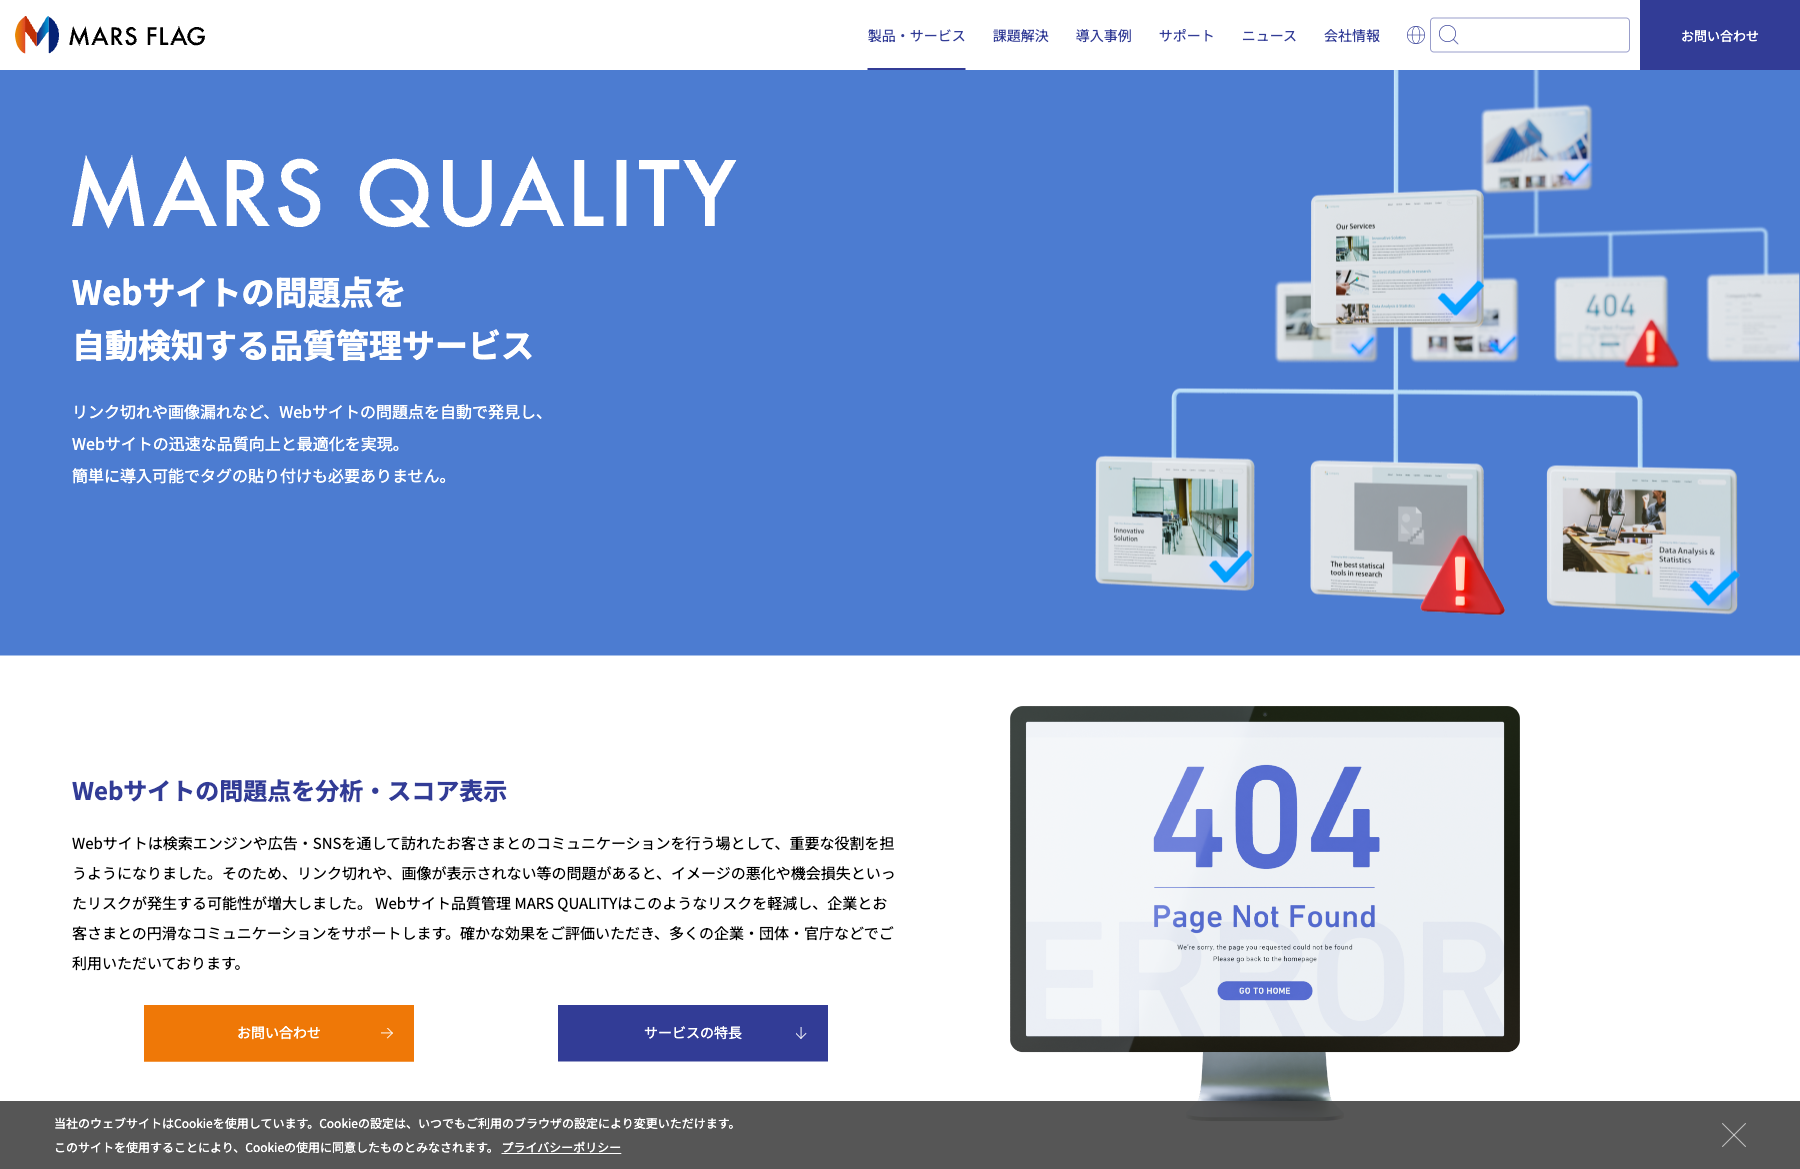 MARS FLAG
製品・サービス
課題解決
導入事例
サポート
ニュース
会社情報
お問い合わせ
MARS QUALITY
Webサイトの問題点を
自動検知する品質管理サービス
リンク切れや画像漏れなど、Webサイトの問題点を自動で発見し、
Webサイトの迅速な品質向上と最適化を実現。
簡単に導入可能でタグの貼り付けも必要ありません。
Our Services
404
Page Not Found
Innovative
Solution
The best statiscal
tools in research
Data Analysis &
Statistics
Webサイトの問題点を分析・スコア表示
Webサイトは検索エンジンや広告・SNSを通して訪れたお客さまとのコミュニケーションを行う場として、重要な役割を担
うようになりました。そのため、リンク切れや、画像が表示されない等の問題があると、イメージの悪化や機会損失といっ
たリスクが発生する可能性が増大しました。 Webサイト品質管理 MARS QUALITYはこのようなリスクを軽減し、企業とお
客さまとの円滑なコミュニケーションをサポートします。確かな効果をご評価いただき、多くの企業・団体・官庁などでご
利用いただいております。
お問い合わせ
サービスの特長
404
Page Not Found
ERROR
We're sorry, the page you requested could not be found
Please go back to the homepage
GO TO HOME
当社のウェブサイトはCookieを使用しています。Cookieの設定は、いつでもご利用のブラウザの設定により変更いただけます。
このサイトを使用することにより、Cookieの使用に同意したものとみなされます。 プライバシーポリシー